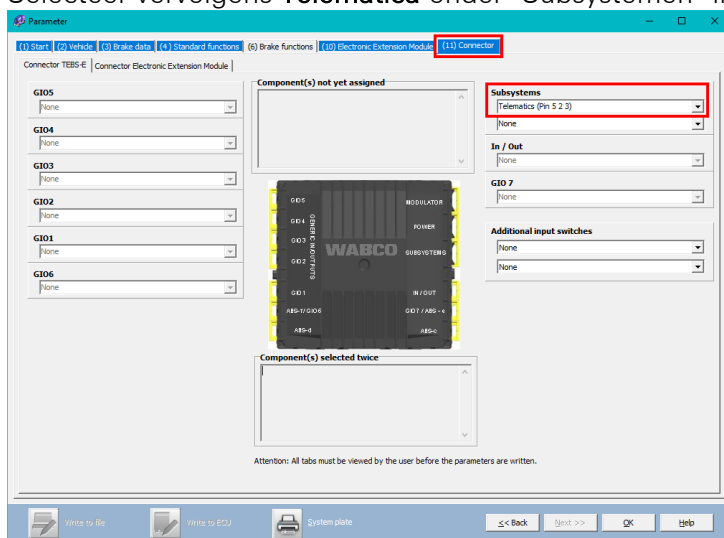 Selecteer vervolgens Telematica onder "Subsystemen" in
Parameter
(1) Start (2) Vehicle (3) Brake data (4) Standard functions (6) Brake functions (10) Electronic Extension Module (11) Connector
Connector TEBS-E Connector Electronic Extension Module
GIO5
None
GIO4
None
GIO3
None
GIO2
None
GIO1
None
GIO6
None
Component(s) not yet assigned
GIO5
GIO4
GIO3
GIO2
GENERIC IN/OUTPUTS
GIO1
ABS-f/GIO6
ABS-d
WABCO
MODULATOR
POWER
SUBSYSTEMS
IN/OUT
GIO7/ABS-e
ABS-c
Component(s) selected twice
Attention: All tabs must be viewed by the user before the parameters are written.
Subsystems
Telematics (Pin 5 2 3)
None
In / Out
None
GIO 7
None
Additional input switches
None
None
Write to file Write to ECU System plate << Back Next >> OK Help